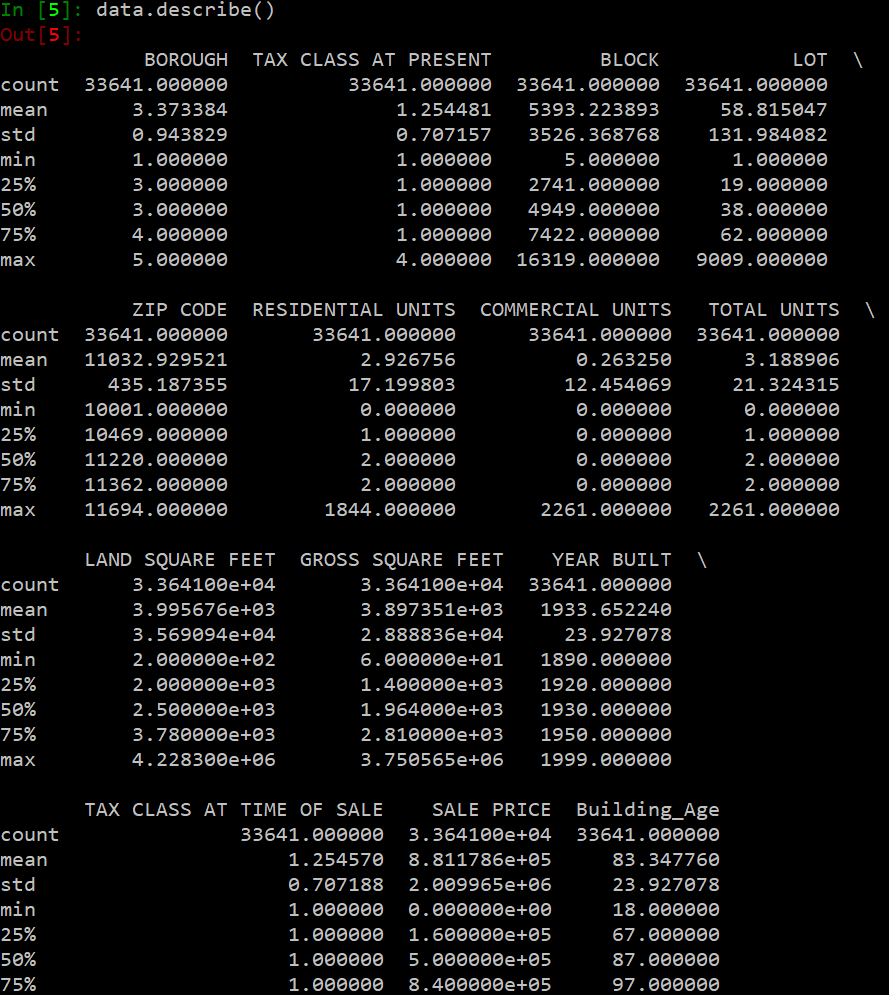 In [5]: data.describe()
Out[5]:
            BOROUGH  TAX CLASS AT PRESENT         BLOCK           LOT  \
count  33641.000000          33641.000000  33641.000000  33641.000000
mean       3.373384              1.254481   5393.223893     58.815047
std        0.943829              0.707157   3526.368768    131.984082
min        1.000000              1.000000      5.000000      1.000000
25%        3.000000              1.000000   2741.000000     19.000000
50%        3.000000              1.000000   4949.000000     38.000000
75%        4.000000              1.000000   7422.000000     62.000000
max        5.000000              4.000000  16319.000000   9009.000000
           ZIP CODE  RESIDENTIAL UNITS  COMMERCIAL UNITS   TOTAL UNITS  \
count  33641.000000       33641.000000      33641.000000  33641.000000
mean   11032.929521           2.926756          0.263250      3.188906
std      435.187355          17.199803         12.454069     21.324315
min    10001.000000           0.000000          0.000000      0.000000
25%    10469.000000           1.000000          0.000000      1.000000
50%    11220.000000           2.000000          0.000000      2.000000
75%    11362.000000           2.000000          0.000000      2.000000
max    11694.000000        1844.000000       2261.000000   2261.000000
       LAND SQUARE FEET  GROSS SQUARE FEET    YEAR BUILT  \
count      3.364100e+04       3.364100e+04  33641.000000
mean       3.995676e+03       3.897351e+03   1933.652240
std        3.569094e+04       2.888836e+04     23.927078
min        2.000000e+02       6.000000e+01   1890.000000
25%        2.000000e+03       1.400000e+03   1920.000000
50%        2.500000e+03       1.964000e+03   1930.000000
75%        3.780000e+03       2.810000e+03   1950.000000
max        4.228300e+06       3.750565e+06   1999.000000
       TAX CLASS AT TIME OF SALE    SALE PRICE  Building_Age
count               33641.000000  3.364100e+04  33641.000000
mean                    1.254570  8.811786e+05     83.347760
std                     0.707188  2.009965e+06     23.927078
min                     1.000000  0.000000e+00     18.000000
25%                     1.000000  1.600000e+05     67.000000
50%                     1.000000  5.000000e+05     87.000000
75%                     1.000000  8.400000e+05     97.000000